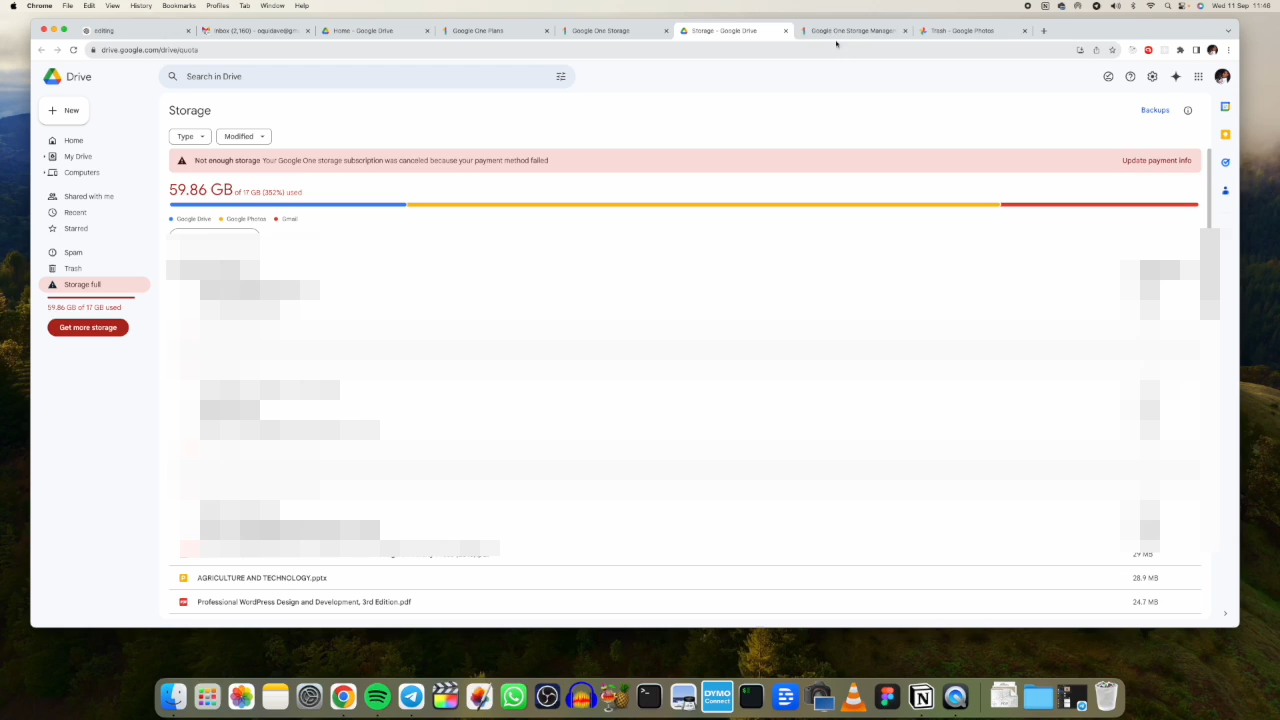 Chrome File Edit View History Bookmarks Profiles Tab Window Help Wed 11 Sep 11:46
editing Inbox (2,160) - oquidave@gm Home - Google Drive Google One Plans Google One Storage Storage - Google Drive Google One Storage Manager Trash - Google Photos
drive.google.com/drive/quota
Drive Search in Drive
New Storage Backups
Type Modified
Home
My Drive
Computers
Shared with me
Recent
Starred
Spam
Trash
Storage full
59.86 GB of 17 GB used
Get more storage
Not enough storage Your Google One storage subscription was canceled because your payment method failed Update payment info
59.86 GB of 17 GB (352%) used
Google Drive Google Photos Gmail
29 MB
AGRICULTURE AND TECHNOLOGY.pptx 28.9 MB
Professional WordPress Design and Development, 3rd Edition.pdf 24.7 MB
DYMO
Connect